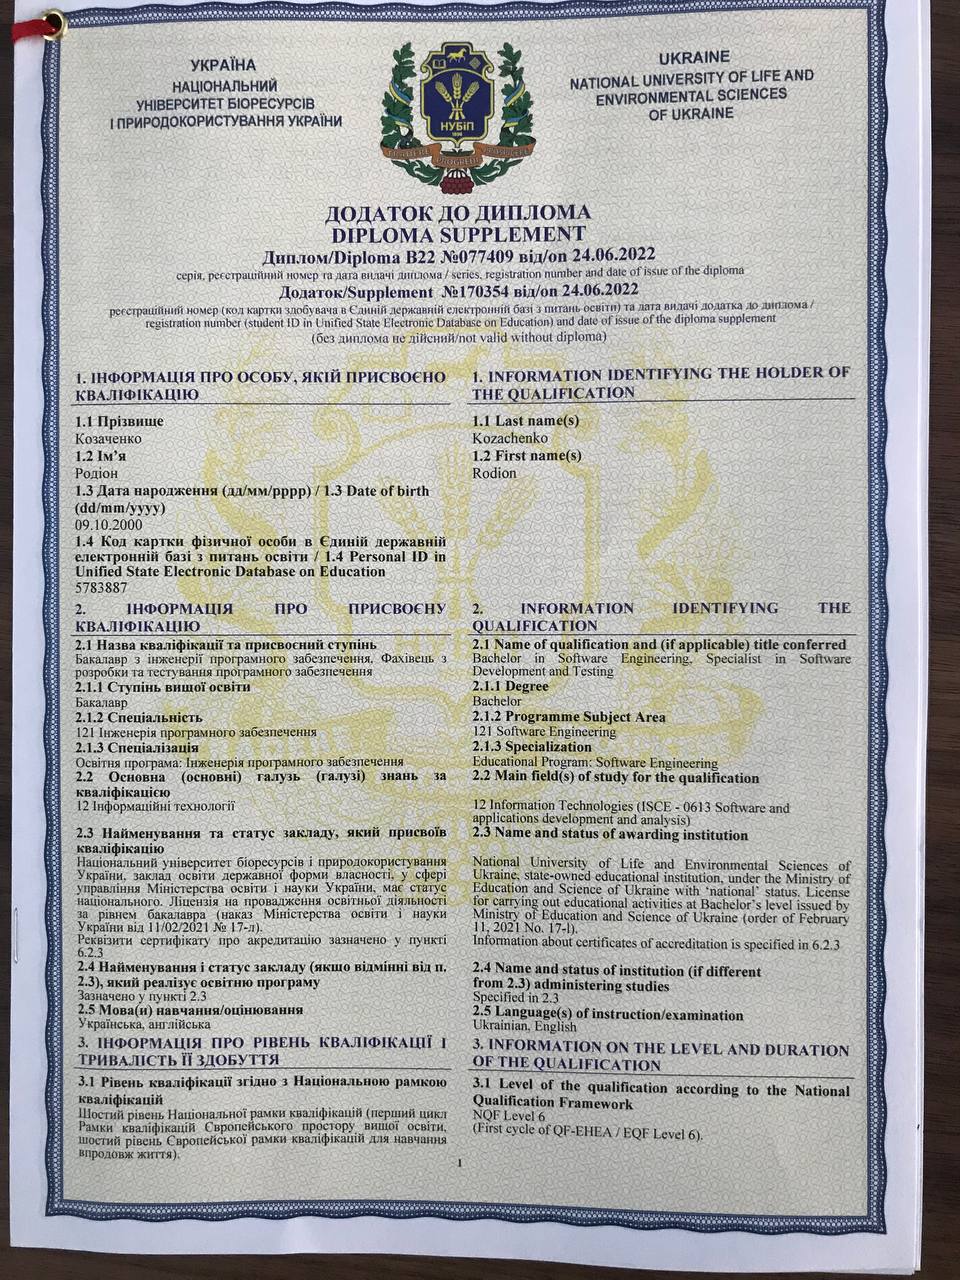 УКРАЇНА
НАЦІОНАЛЬНИЙ
УНІВЕРСИТЕТ БІОРЕСУРСІВ
І ПРИРОДОКОРИСТУВАННЯ УКРАЇНИ
НУБіП
1898
PROGREDI
UKRAINE
NATIONAL UNIVERSITY OF LIFE AND
ENVIRONMENTAL SCIENCES
OF UKRAINE
ДОДАТОК ДО ДИПЛОМА
DIPLOMA SUPPLEMENT
Диплом/Diploma B22 №077409 від/on 24.06.2022
серія, реєстраційний номер та дата видачі диплома / series, registration number and date of issue of the diploma
Додаток/Supplement №170354 від/on 24.06.2022
реєстраційний номер (код картки здобувача в Єдиній державній електронній базі з питань освіти) та дата видачі додатка до диплома /
registration number (student ID in Unified State Electronic Database on Education) and date of issue of the diploma supplement
(без диплома не дійсний/not valid without diploma)
1. ІНФОРМАЦІЯ ПРО ОСОБУ, ЯКІЙ ПРИСВОЄНО
КВАЛІФІКАЦІЮ
1.1 Прізвище
Козаченко
1.2 Ім’я
Родіон
1.3 Дата народження (дд/мм/рррр) / 1.3 Date of birth
(dd/mm/yyyy)
09.10.2000
1.4 Код картки фізичної особи в Єдиній державній
електронній базі з питань освіти / 1.4 Personal ID in
Unified State Electronic Database on Education
5783887
2. ІНФОРМАЦІЯ ПРО ПРИСВОЄНУ
КВАЛІФІКАЦІЮ
2.1 Назва кваліфікації та присвоєний ступінь
Бакалавр з інженерії програмного забезпечення, Фахівець з
розробки та тестування програмного забезпечення
2.1.1 Ступінь вищої освіти
Бакалавр
2.1.2 Спеціальність
121 Інженерія програмного забезпечення
2.1.3 Спеціалізація
Освітня програма: Інженерія програмного забезпечення
2.2 Основна (основні) галузь (галузі) знань за
кваліфікацією
12 Інформаційні технології
2.3 Найменування та статус закладу, який присвоїв
кваліфікацію
Національний університет біоресурсів і природокористування
України, заклад освіти державної форми власності, у сфері
управління Міністерства освіти і науки України, має статус
національного. Ліцензія на провадження освітньої діяльності
за рівнем бакалавра (наказ Міністерства освіти і науки
України від 11/02/2021 № 17-л).
Реквізити сертифікату про акредитацію зазначено у пункті
6.2.3
2.4 Найменування і статус закладу (якщо відмінні від п.
2.3), який реалізує освітню програму
Зазначено у пункті 2.3
2.5 Мова(и) навчання/оцінювання
Українська, англійська
3. ІНФОРМАЦІЯ ПРО РІВЕНЬ КВАЛІФІКАЦІЇ І
ТРИВАЛІСТЬ ЇЇ ЗДОБУТТЯ
3.1 Рівень кваліфікації згідно з Національною рамкою
кваліфікацій
Шостий рівень Національної рамки кваліфікацій (перший цикл
Рамки кваліфікацій Європейського простору вищої освіти,
шостий рівень Європейської рамки кваліфікацій для навчання
впродовж життя).
1. INFORMATION IDENTIFYING THE HOLDER OF
THE QUALIFICATION
1.1 Last name(s)
Kozachenko
1.2 First name(s)
Rodion
2. INFORMATION IDENTIFYING THE
QUALIFICATION
2.1 Name of qualification and (if applicable) title conferred
Bachelor in Software Engineering, Specialist in Software
Development and Testing
2.1.1 Degree
Bachelor
2.1.2 Programme Subject Area
121 Software Engineering
2.1.3 Specialization
Educational Program: Software Engineering
2.2 Main field(s) of study for the qualification
12 Information Technologies (ISCE - 0613 Software and
applications development and analysis)
2.3 Name and status of awarding institution
National University of Life and Environmental Sciences of
Ukraine, state-owned educational institution, under the Ministry of
Education and Science of Ukraine with ‘national’ status. License
for carrying out educational activities at Bachelor’s level issued by
Ministry of Education and Science of Ukraine (order of February
11, 2021 No. 17-l).
Information about certificates of accreditation is specified in 6.2.3
2.4 Name and status of institution (if different
from 2.3) administering studies
Specified in 2.3
2.5 Language(s) of instruction/examination
Ukrainian, English
3. INFORMATION ON THE LEVEL AND DURATION
OF THE QUALIFICATION
3.1 Level of the qualification according to the National
Qualification Framework
NQF Level 6
(First cycle of QF-EHEA / EQF Level 6).
1